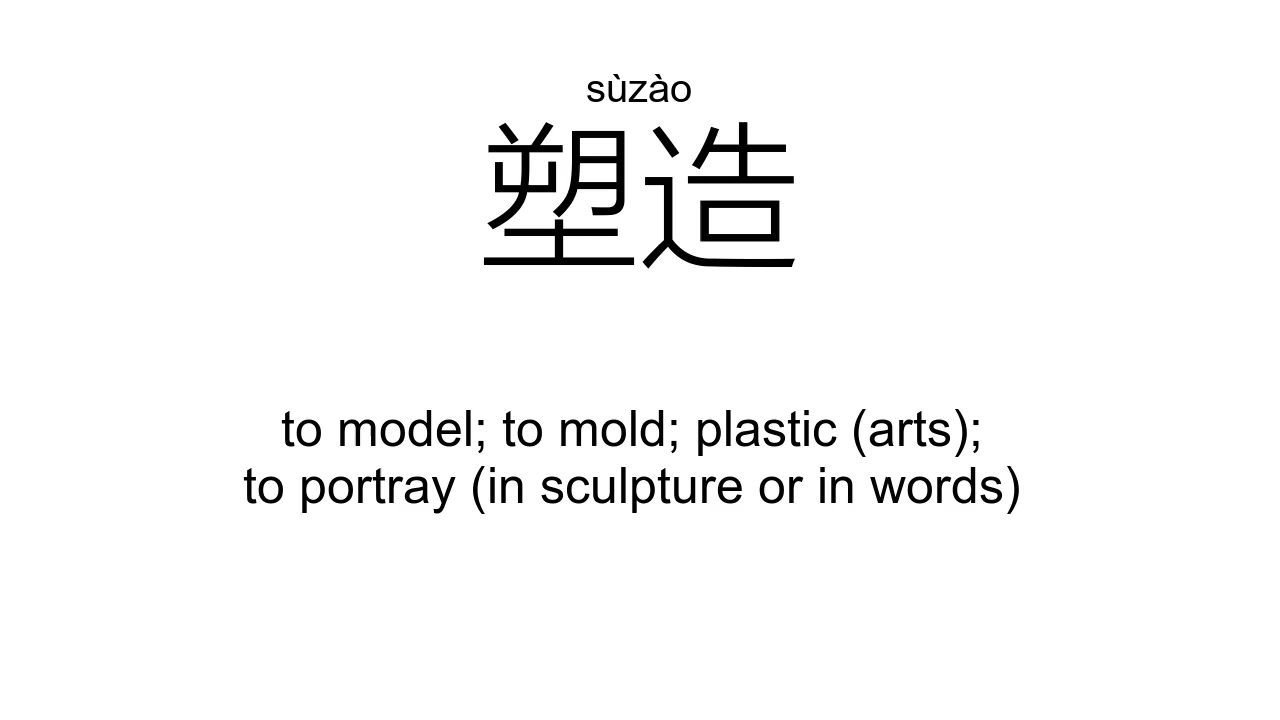 sùzào
塑造
to model; to mold; plastic (arts);
to portray (in sculpture or in words)